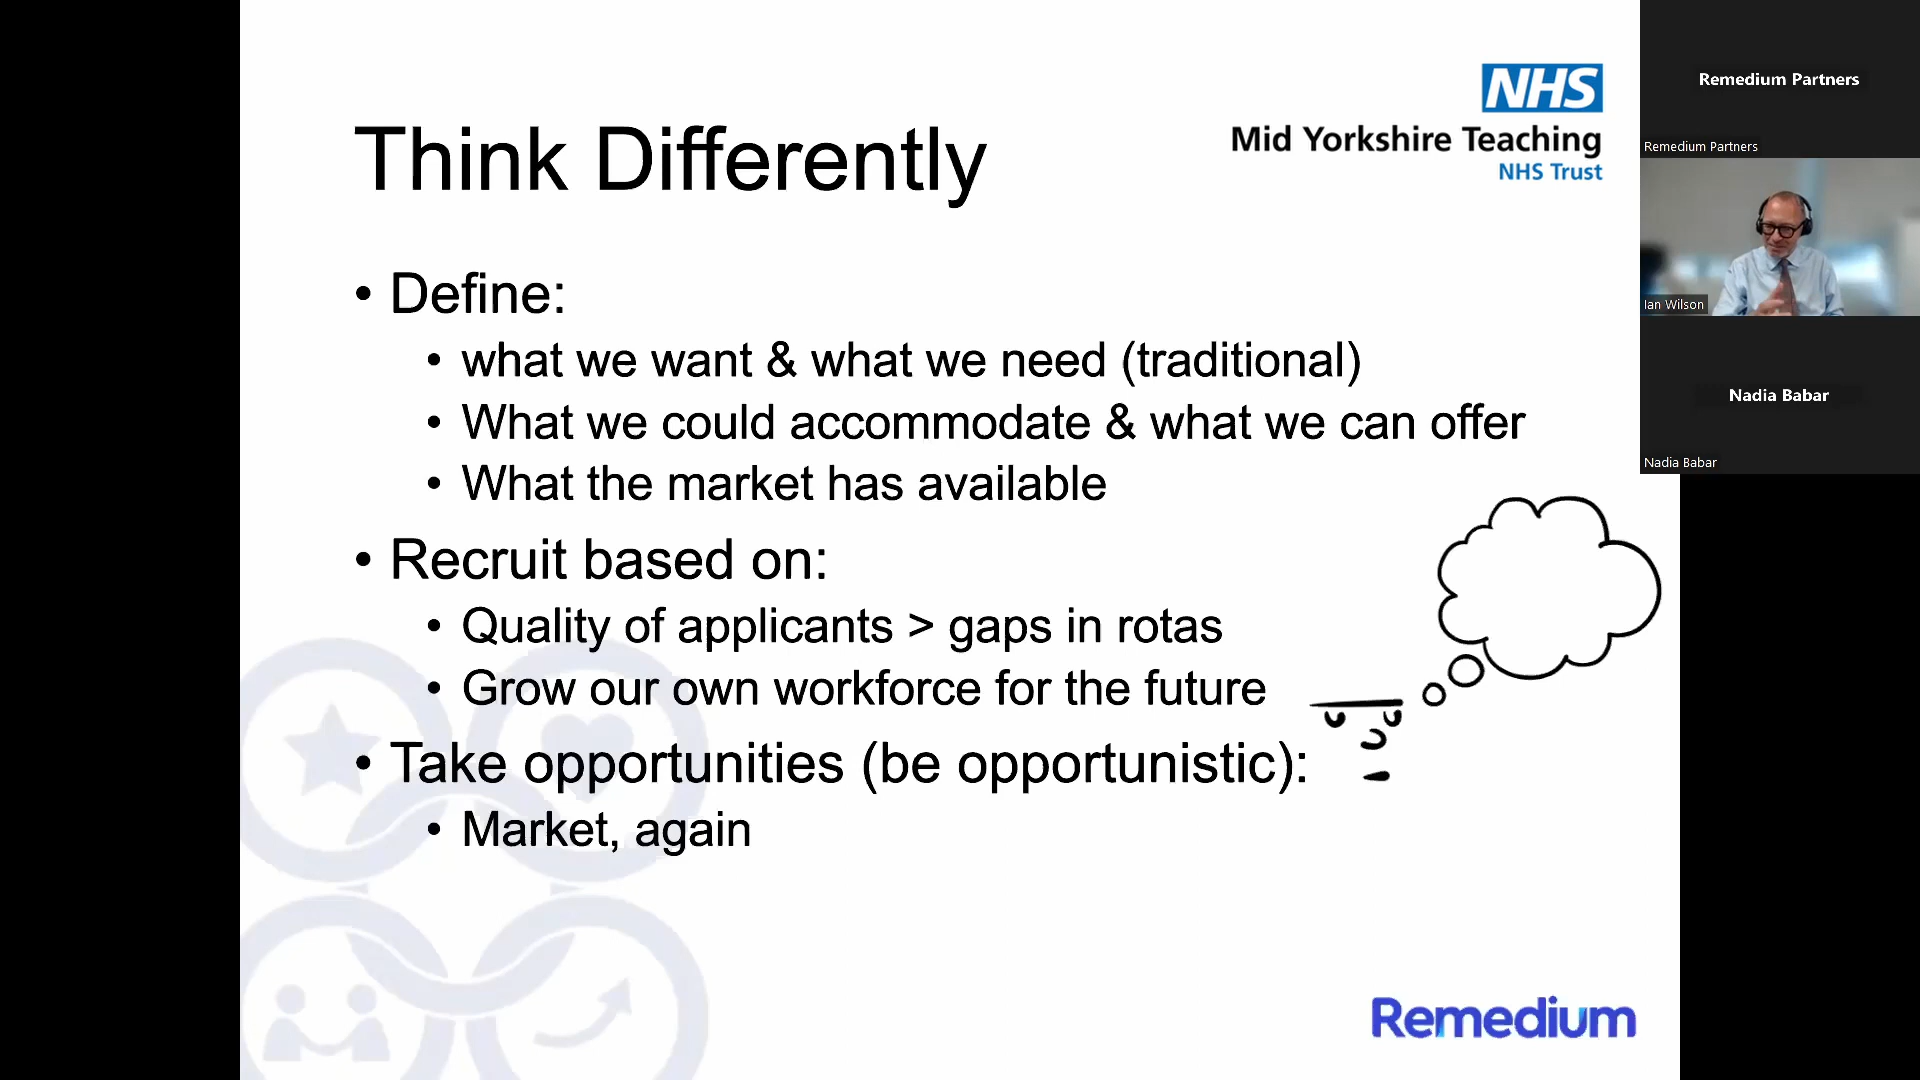 Think Differently
NHS
Mid Yorkshire Teaching
NHS Trust
• Define:
• what we want & what we need (traditional)
• What we could accommodate & what we can offer
• What the market has available
• Recruit based on:
• Quality of applicants > gaps in rotas
• Grow our own workforce for the future
• Take opportunities (be opportunistic):
• Market, again
Remedium
Remedium Partners
Remedium Partners
Ian Wilson
Nadia Babar
Nadia Babar